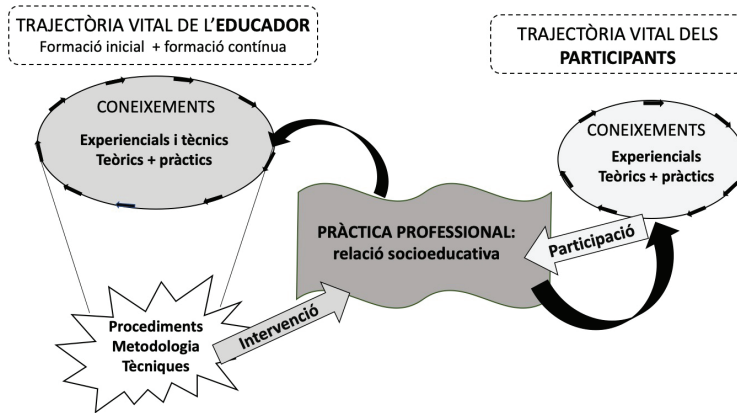 TRAJECTÒRIA VITAL DE L’EDUCADOR
Formació inicial + formació contínua
TRAJECTÒRIA VITAL DELS
PARTICIPANTS
CONEIXEMENTS
Experiencials i tècnics
Teòrics + pràctics
CONEIXEMENTS
Experiencials
Teòrics + pràctics
PRÀCTICA PROFESSIONAL:
relació socioeducativa
Participació
Procediments
Metodologia
Tècniques
Intervenció